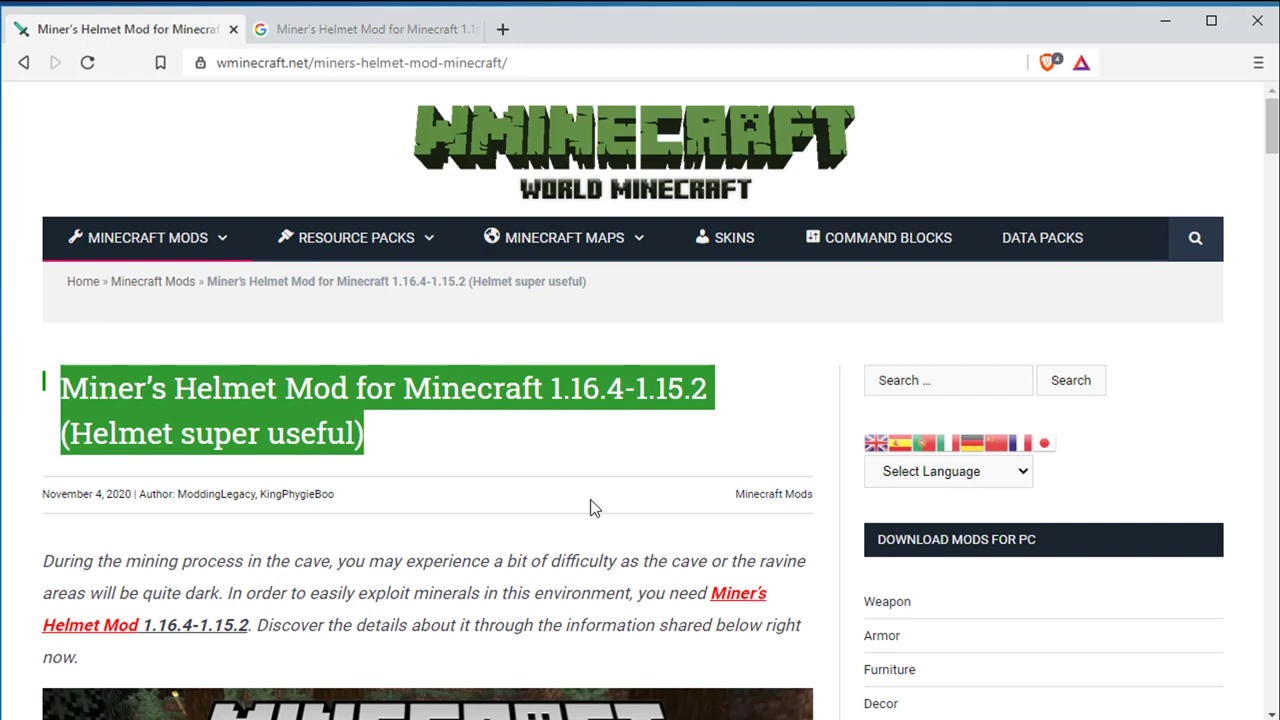 Miner's Helmet Mod for Minecraf
Miner's Helmet Mod for Minecraft 1.16
wminecraft.net/miners-helmet-mod-minecraft/
4
WMINECRAFT
WORLD MINECRAFT
MINECRAFT MODS
RESOURCE PACKS
MINECRAFT MAPS
SKINS
COMMAND BLOCKS
DATA PACKS
Home » Minecraft Mods » Miner's Helmet Mod for Minecraft 1.16.4-1.15.2 (Helmet super useful)
Miner's Helmet Mod for Minecraft 1.16.4-1.15.2
(Helmet super useful)
November 4, 2020 | Author: ModdingLegacy, KingPhygieBoo
Minecraft Mods
During the mining process in the cave, you may experience a bit of difficulty as the cave or the ravine
areas will be quite dark. In order to easily exploit minerals in this environment, you need Miner's
Helmet Mod 1.16.4-1.15.2. Discover the details about it through the information shared below right
now.
MINECRAFT
Search ...
Search
Select Language
DOWNLOAD MODS FOR PC
Weapon
Armor
Furniture
Decor